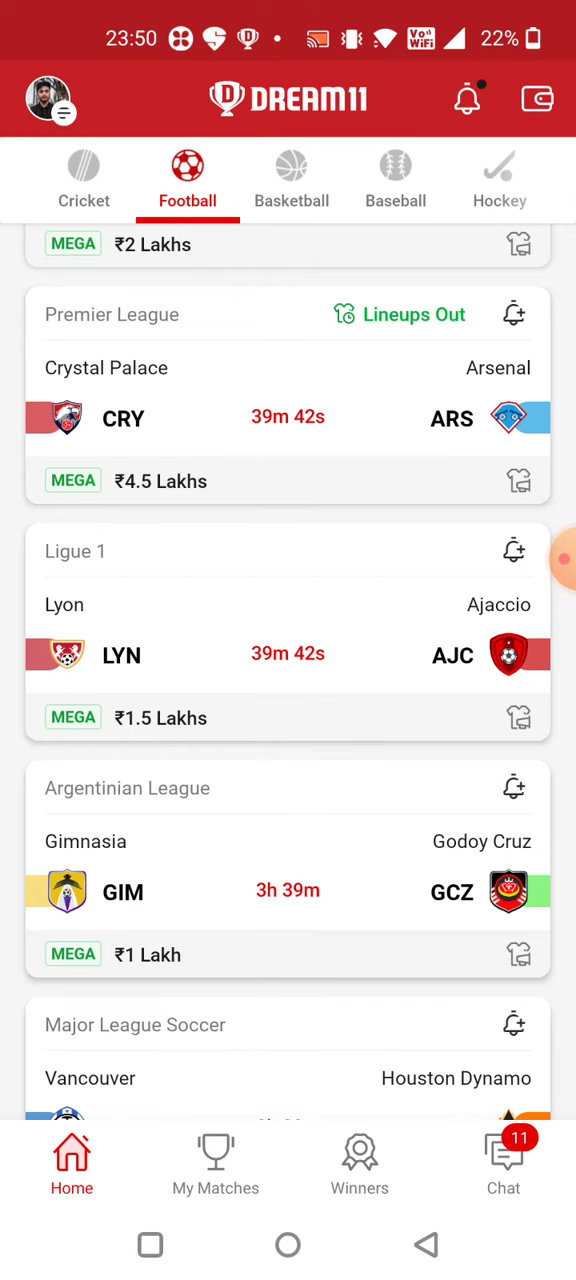 23:50
Vo WiFi
22%
DREAM11
Cricket
Football
Basketball
Baseball
Hockey
MEGA ₹2 Lakhs
Premier League
Lineups Out
Crystal Palace
Arsenal
CRY
39m 42s
ARS
MEGA ₹4.5 Lakhs
Ligue 1
Lyon
Ajaccio
LYN
39m 42s
AJC
MEGA ₹1.5 Lakhs
Argentinian League
Gimnasia
Godoy Cruz
GIM
3h 39m
GCZ
MEGA ₹1 Lakh
Major League Soccer
Vancouver
Houston Dynamo
11
Home
My Matches
Winners
Chat